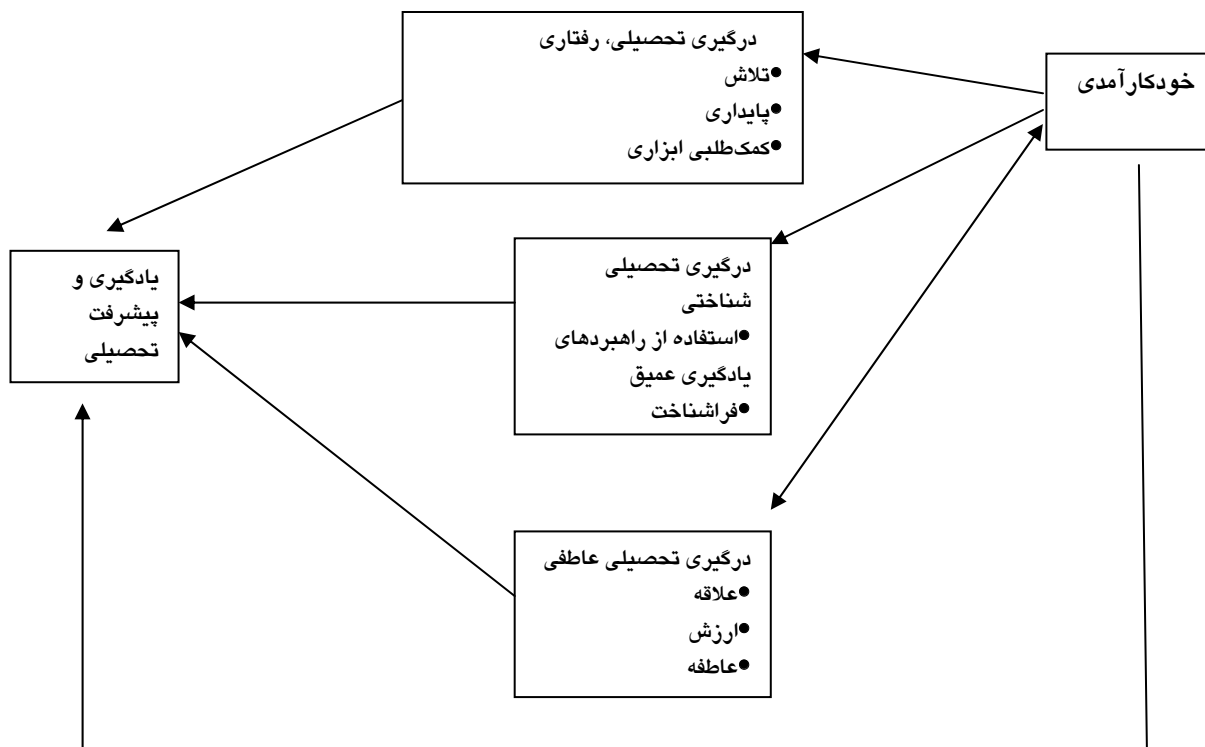 درگیری تحصیلی، رفتاری
●تلاش
●پایداری
●کمک‌طلبی ابزاری
خودکارآمدی
درگیری تحصیلی
شناختی
●استفاده از راهبردهای
یادگیری عمیق
●فراشناخت
یادگیری و
پیشرفت
تحصیلی
درگیری تحصیلی عاطفی
●علاقه
●ارزش
●عاطفه